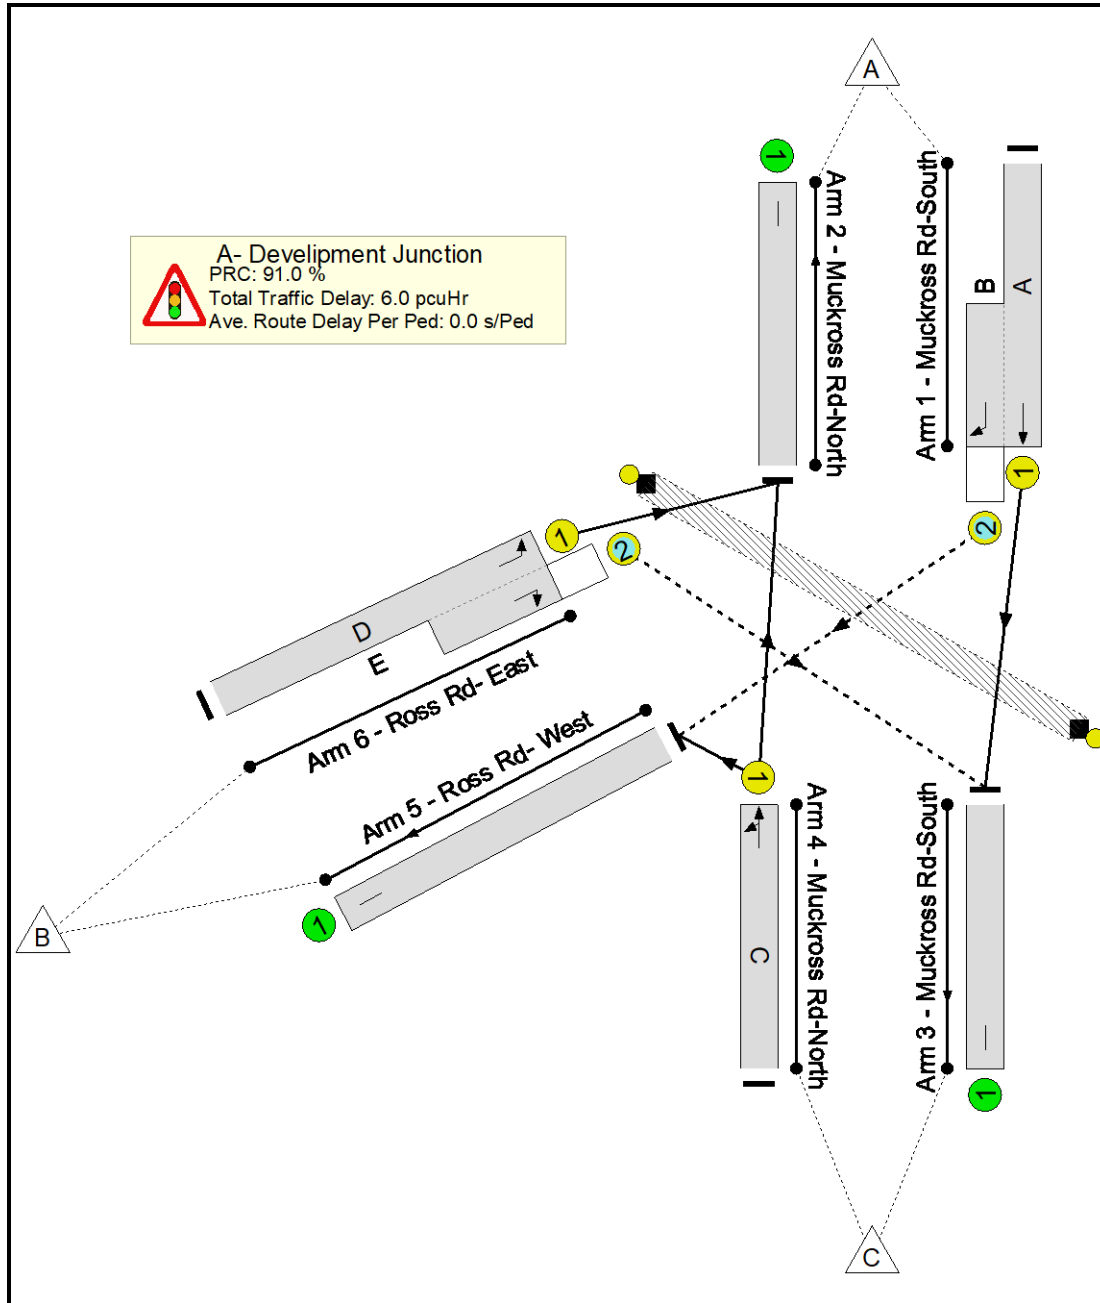 A
1
Arm 2 - Muckross Rd-North
Arm 1 - Muckross Rd-South
B
A
A- Develipment Junction
PRC: 91.0 %
Total Traffic Delay: 6.0 pcuHr
Ave. Route Delay Per Ped: 0.0 s/Ped
1
2
1
2
D
E
Arm 6 - Ross Rd- East
Arm 5 - Ross Rd- West
1
1
B
C
Arm 4 - Muckross Rd-North
Arm 3 - Muckross Rd-South
1
C